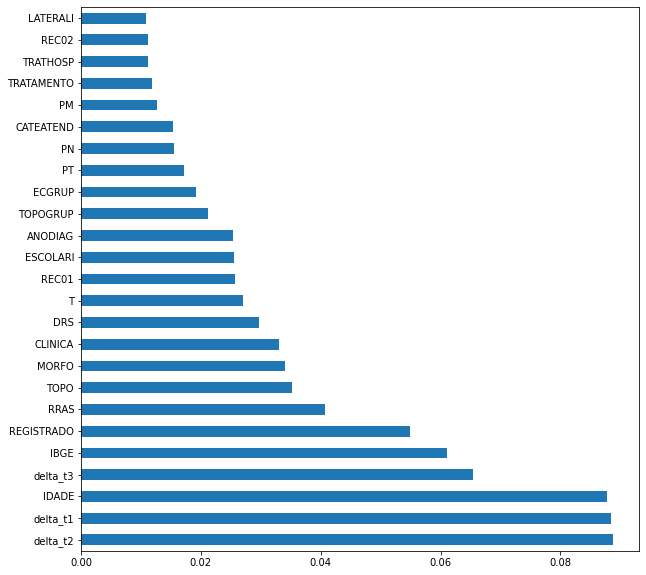 LATERALI
REC02
TRATHOSP
TRATAMENTO
PM
CATEATEND
PN
PT
ECGRUP
TOPOGRUP
ANODIAG
ESCOLARI
REC01
T
DRS
CLINICA
MORFO
TOPO
RRAS
REGISTRADO
IBGE
delta_t3
IDADE
delta_t1
delta_t2
0.00 0.02 0.04 0.06 0.08